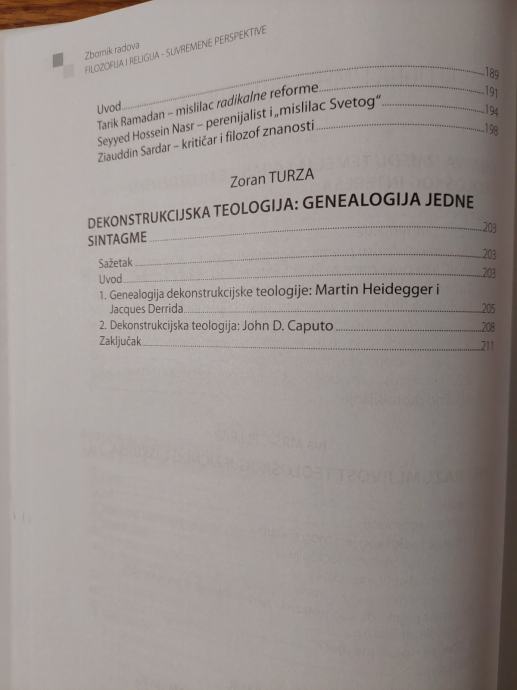 Zbornik radova
FILOZOFIJA I RELIGIJA - SUVREMENE PERSPEKTIVE
Uvod 189
Tarik Ramadan – mislilac radikalne reforme 191
Seyyed Hossein Nasr – perenijalist i „mislilac Svetog“ 194
Ziauddin Sardar – kritičar i filozof znanosti 198
Zoran TURZA
DEKONSTRUKCIJSKA TEOLOGIJA: GENEALOGIJA JEDNE
SINTAGME 203
Sažetak 203
Uvod 203
1. Genealogija dekonstrukcijske teologije: Martin Heidegger i
Jacques Derrida 205
2. Dekonstrukcijska teologija: John D. Caputo 208
Zaključak 211